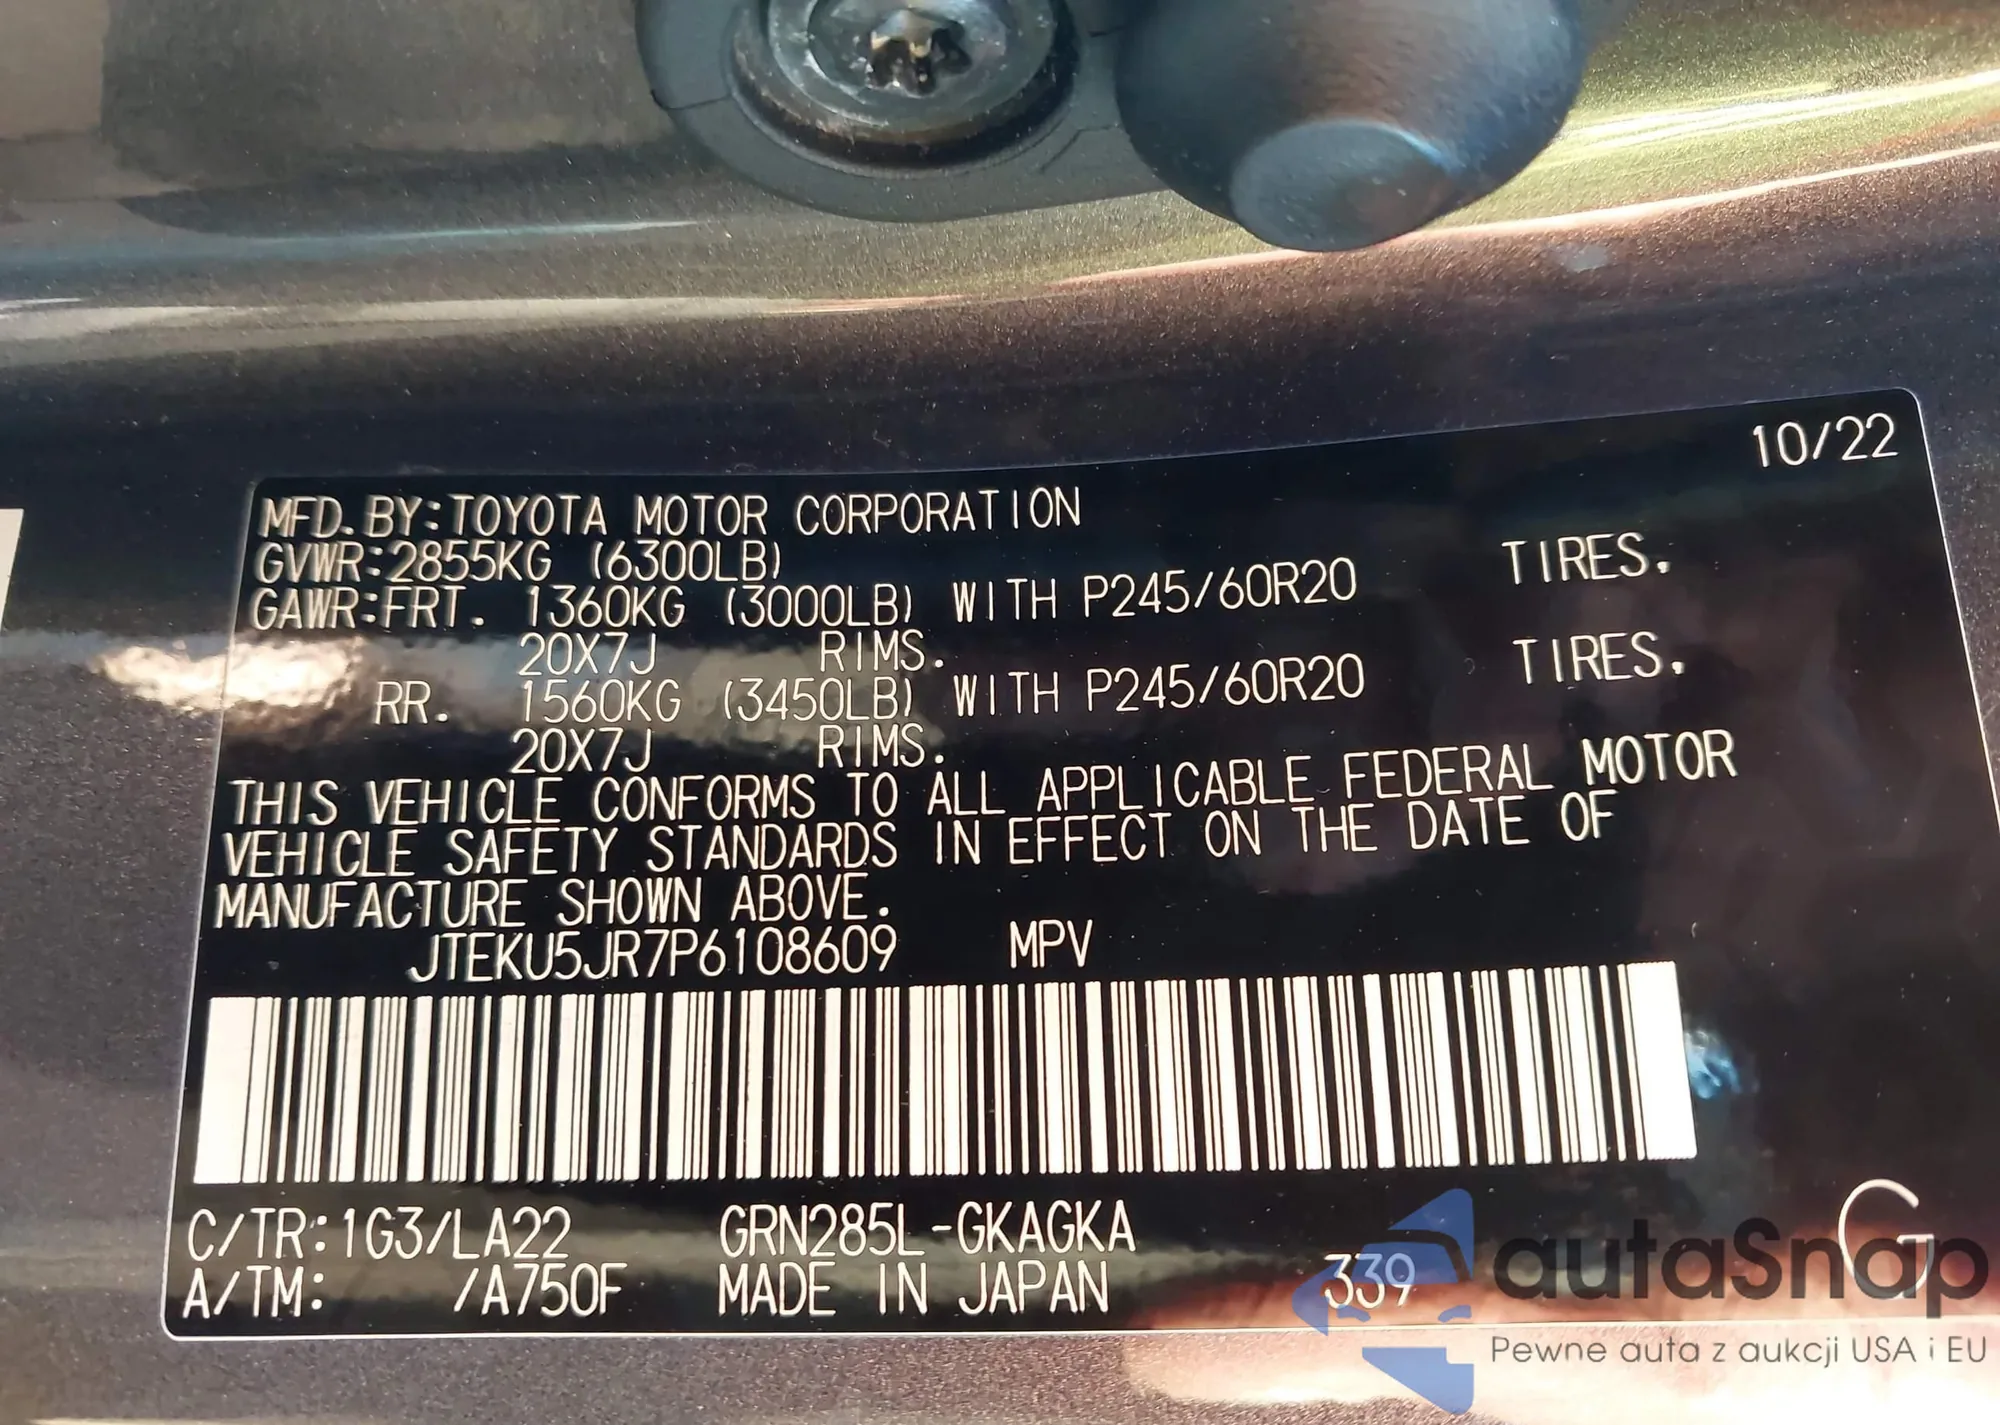 10/22
MFD. BY:TOYOTA MOTOR CORPORATION
GVWR:2855KG (6300LB)
GAWR:FRT. 1360KG (3000LB) WITH P245/60R20 TIRES.
20X7J RIMS.
RR. 1560KG (3450LB) WITH P245/60R20 TIRES.
20X7J RIMS.
THIS VEHICLE CONFORMS TO ALL APPLICABLE FEDERAL MOTOR
VEHICLE SAFETY STANDARDS IN EFFECT ON THE DATE OF
MANUFACTURE SHOWN ABOVE.
JTEKU5JR7P6108609 MPV
C/TR:1G3/LA22 GRN285L-GKAGKA
A/TM: /A750F MADE IN JAPAN 339 G
autaSnap
Pewne auta z aukcji USA i EU